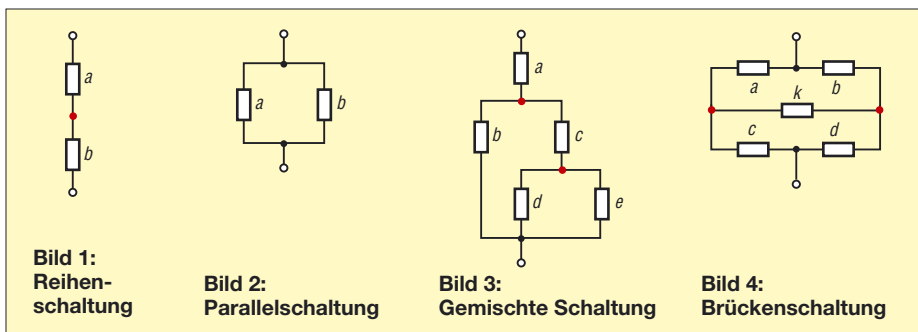 a
b
Bild 1:
Reihen-
schaltung
a
b
Bild 2:
Parallelschaltung
a
b
c
d
e
Bild 3:
Gemischte Schaltung
a
b
k
c
d
Bild 4:
Brückenschaltung